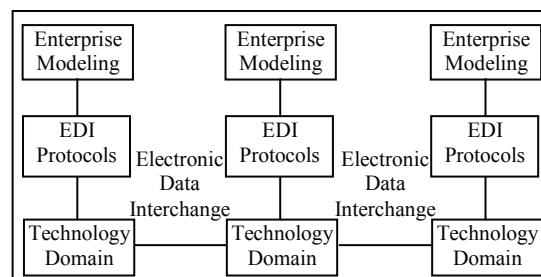 Enterprise
Modeling
Enterprise
Modeling
Enterprise
Modeling
EDI
Protocols
EDI
Protocols
EDI
Protocols
Electronic
Data
Interchange
Electronic
Data
Interchange
Technology
Domain
Technology
Domain
Technology
Domain